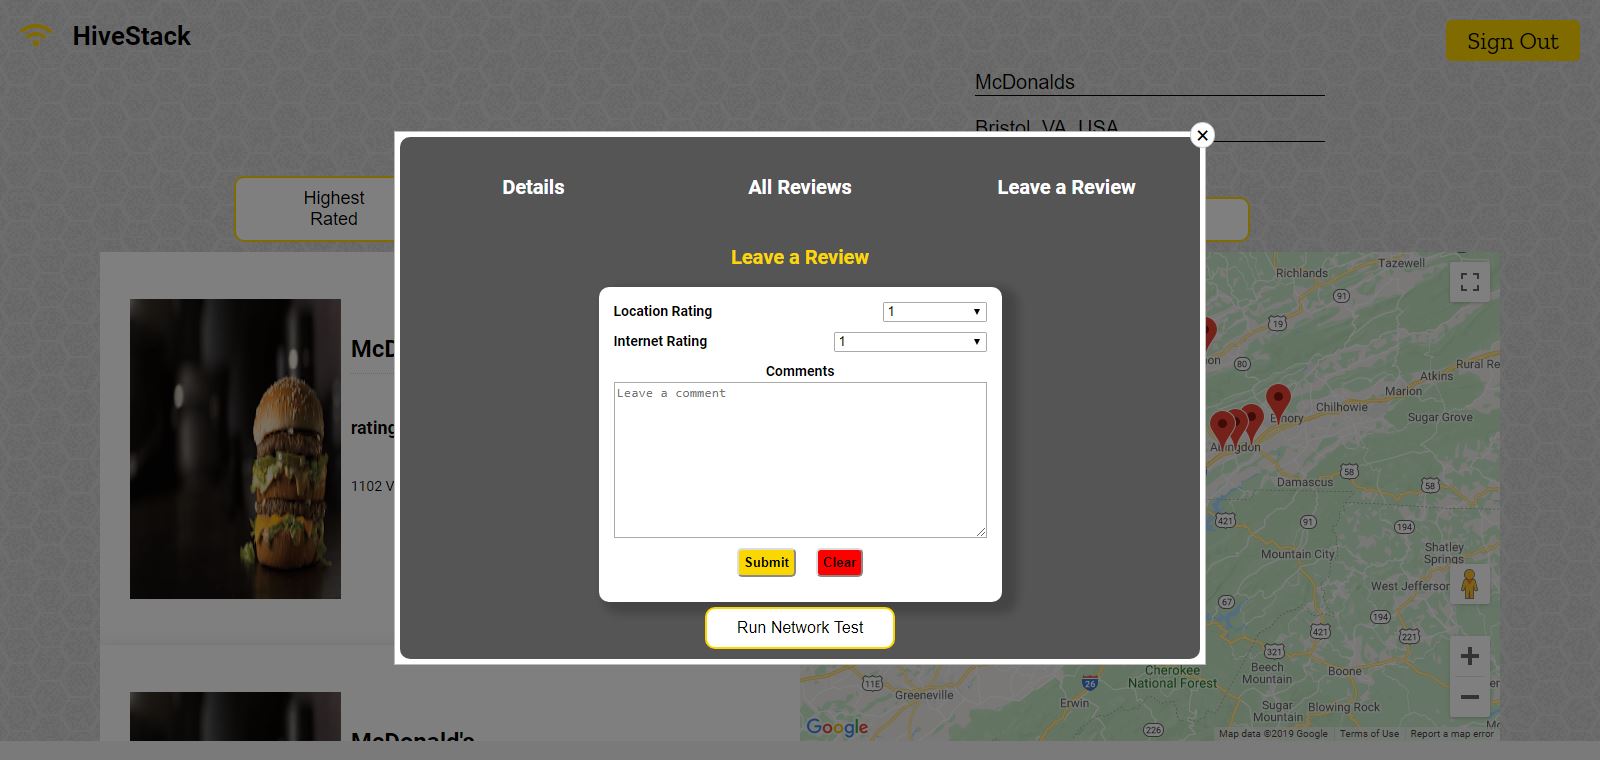 HiveStack
Sign Out
McDonalds
Bristol, VA, USA
Highest
Rated
Details
All Reviews
Leave a Review
Leave a Review
Location Rating
1
Internet Rating
1
Comments
Leave a comment
Submit
Clear
Run Network Test
McD
rating
1102 V
McDonald's
Richlands
Tazewell
91
19
on
80
Rural Re
Atkins
Marion
Chilhowie
Emory
Sugar Grove
Abingdon
58
58
Damascus
421
91
194
Shatley
Springs
Mountain City
West Jefferson
67
194
421
221
321
Beech
Mountain
Boone
Cherokee
National Forest
11E
26
Greeneville
Erwin
Sugar
Mountain
Blowing Rock
226
Google
Map data ©2019 Google
Terms of Use
Report a map error